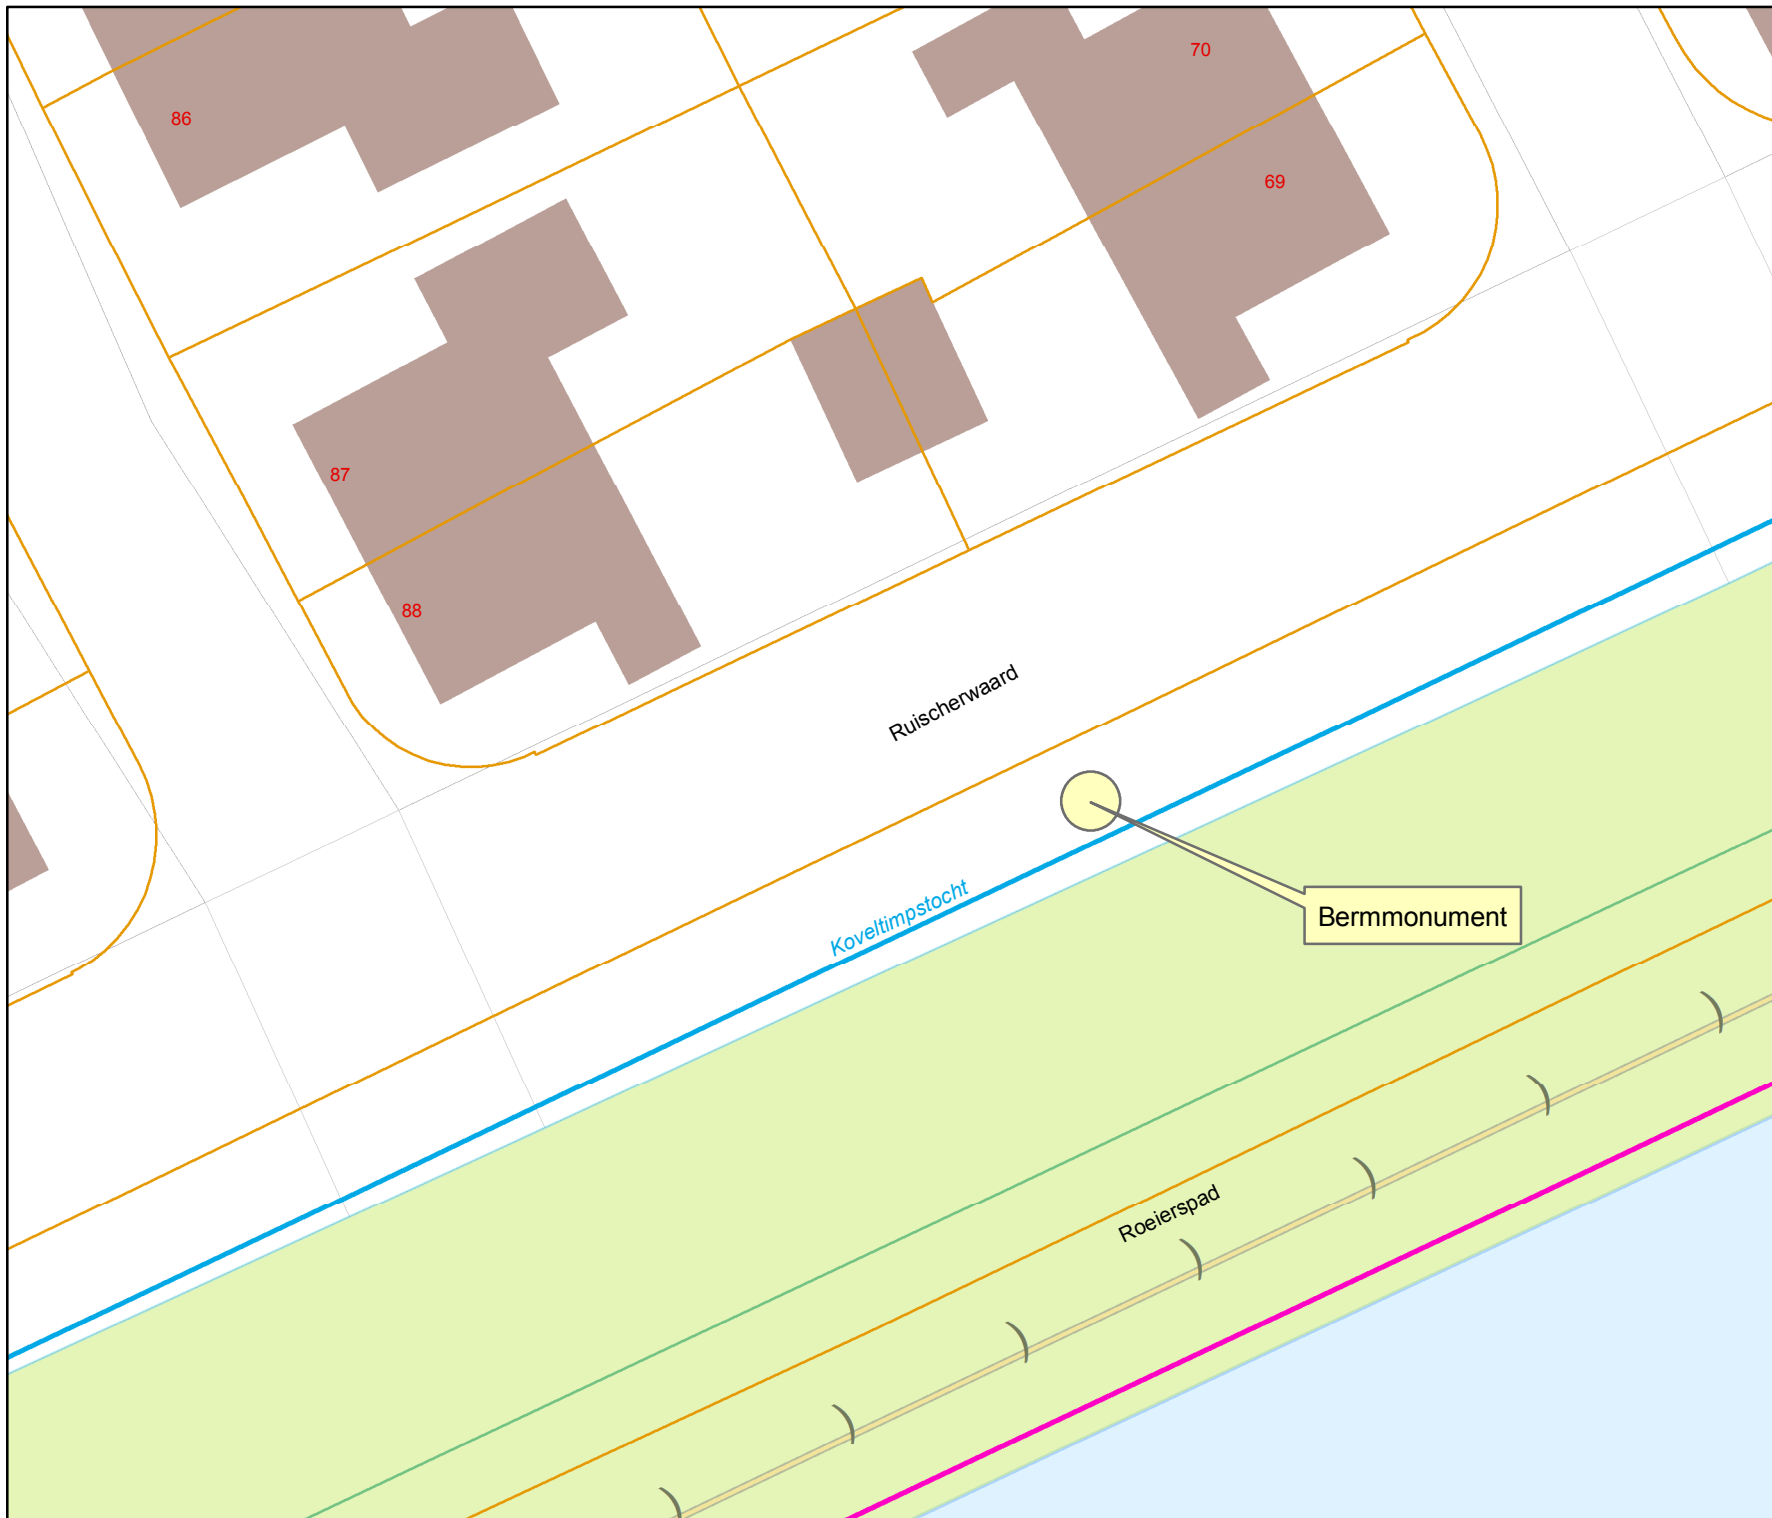 70
86
69
87
88
Ruischerwaard
Koveltimpstocht
Bermmonument
Roeierspad